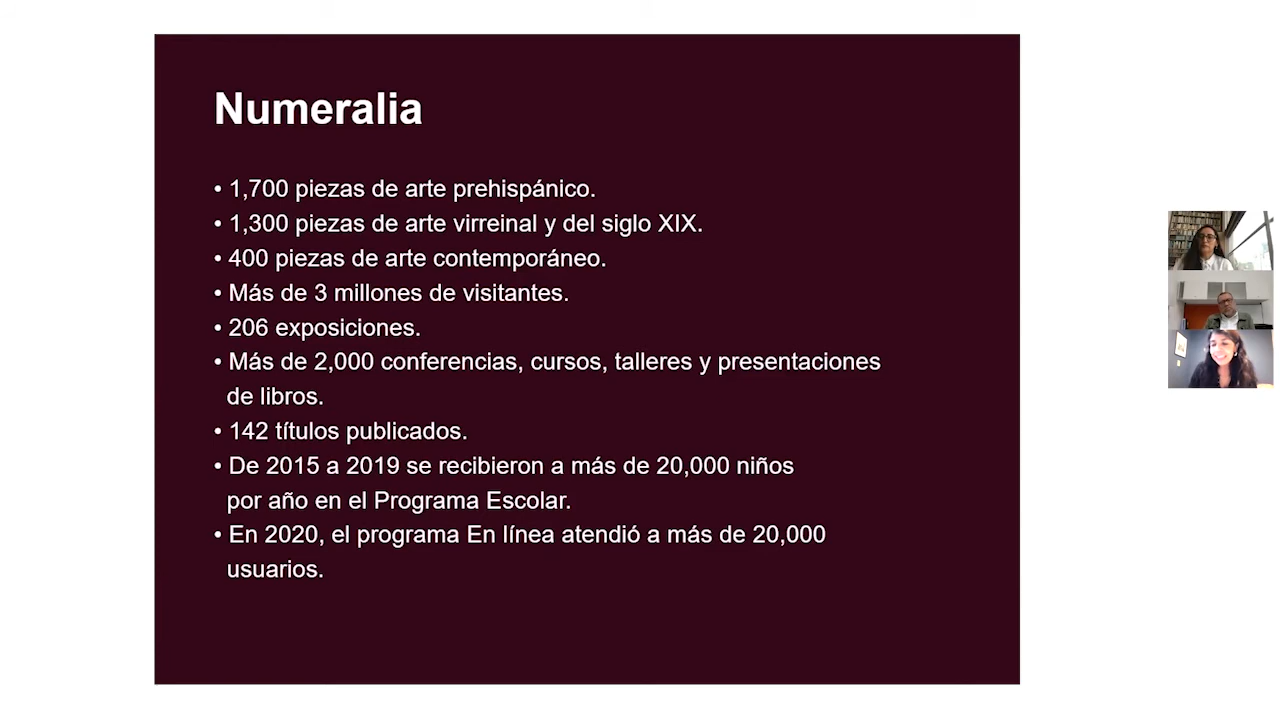 Numeralia
• 1,700 piezas de arte prehispánico.
• 1,300 piezas de arte virreinal y del siglo XIX.
• 400 piezas de arte contemporáneo.
• Más de 3 millones de visitantes.
• 206 exposiciones.
• Más de 2,000 conferencias, cursos, talleres y presentaciones
de libros.
• 142 títulos publicados.
• De 2015 a 2019 se recibieron a más de 20,000 niños
por año en el Programa Escolar.
• En 2020, el programa En línea atendió a más de 20,000
usuarios.